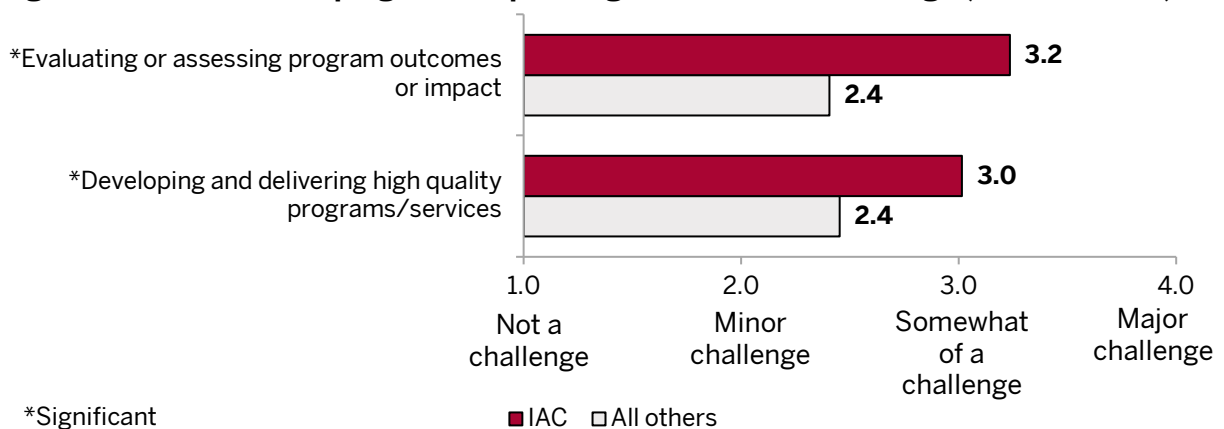 *Evaluating or assessing program outcomes
or impact
3.2
2.4
*Developing and delivering high quality
programs/services
3.0
2.4
1.0 2.0 3.0 4.0
Not a challenge Minor challenge Somewhat of a challenge Major challenge
*Significant
IAC All others